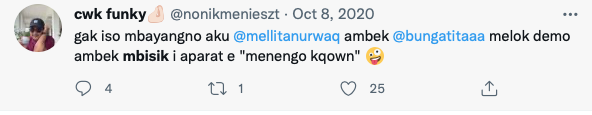 cwk funky👌🏻 @nonikmenieszt · Oct 8, 2020
gak iso mbayangno aku @mellitanurwaq ambek @bungatitaaa melok demo
ambek mbisik i aparat e "menengo kqown" 🤪
4 1 25